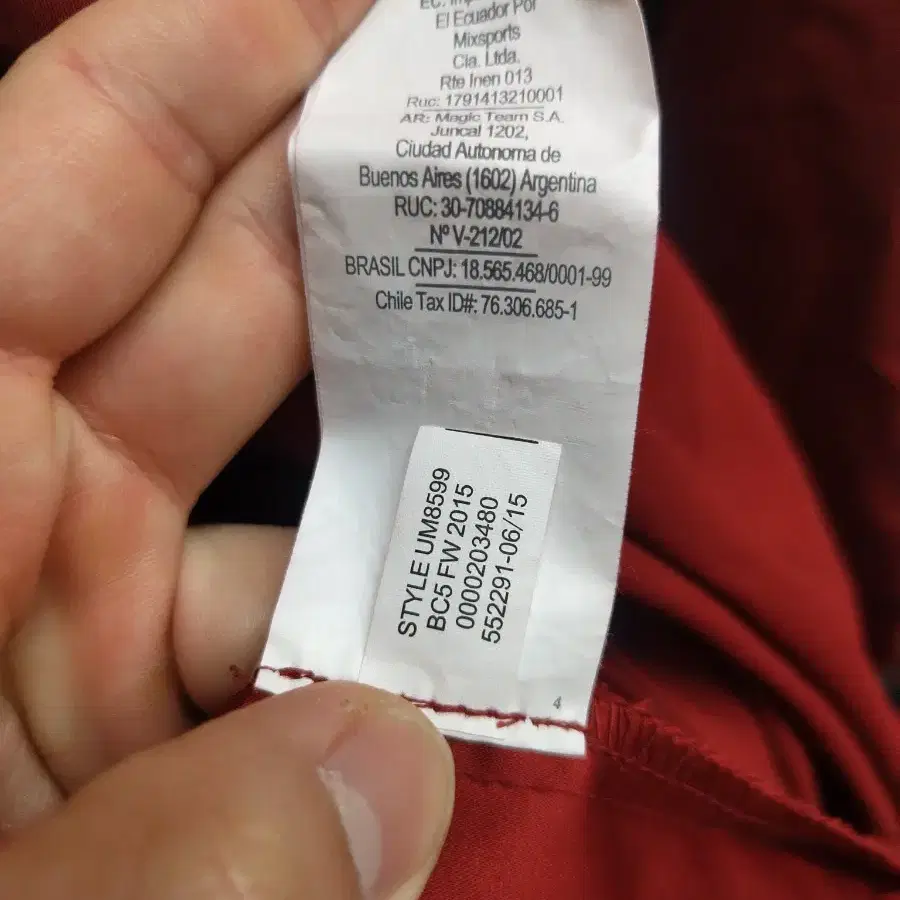 El Ecuador Por
Mixsports
Cia. Ltda.
Rte Inen 013
Ruc: 1791413210001
AR: Magic Team S.A.
Juncal 1202,
Ciudad Autonoma de
Buenos Aires (1602) Argentina
RUC: 30-70884134-6
Nº V-212/02
BRASIL CNPJ: 18.565.468/0001-99
Chile Tax ID#: 76.306.685-1
STYLE UM8599
BC5 FW 2015
0000203480
552291-06/15
4